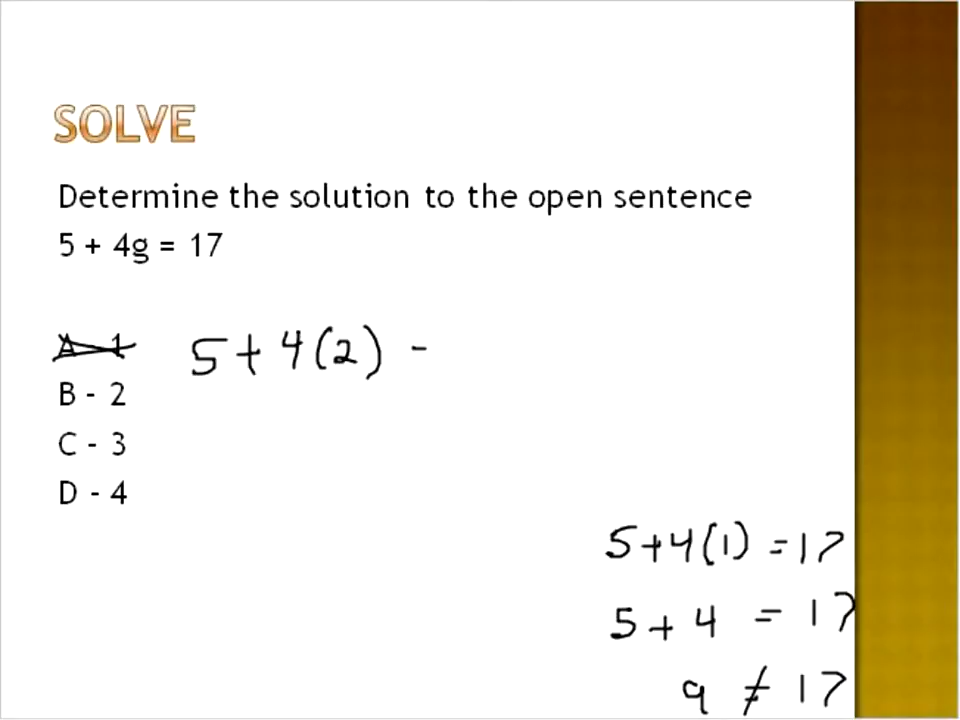 SOLVE
Determine the solution to the open sentence
5 + 4g = 17
A - 1
5 + 4(2) -
B - 2
C - 3
D - 4
5+4(1) = 17
5 + 4 = 17
9 ≠ 17